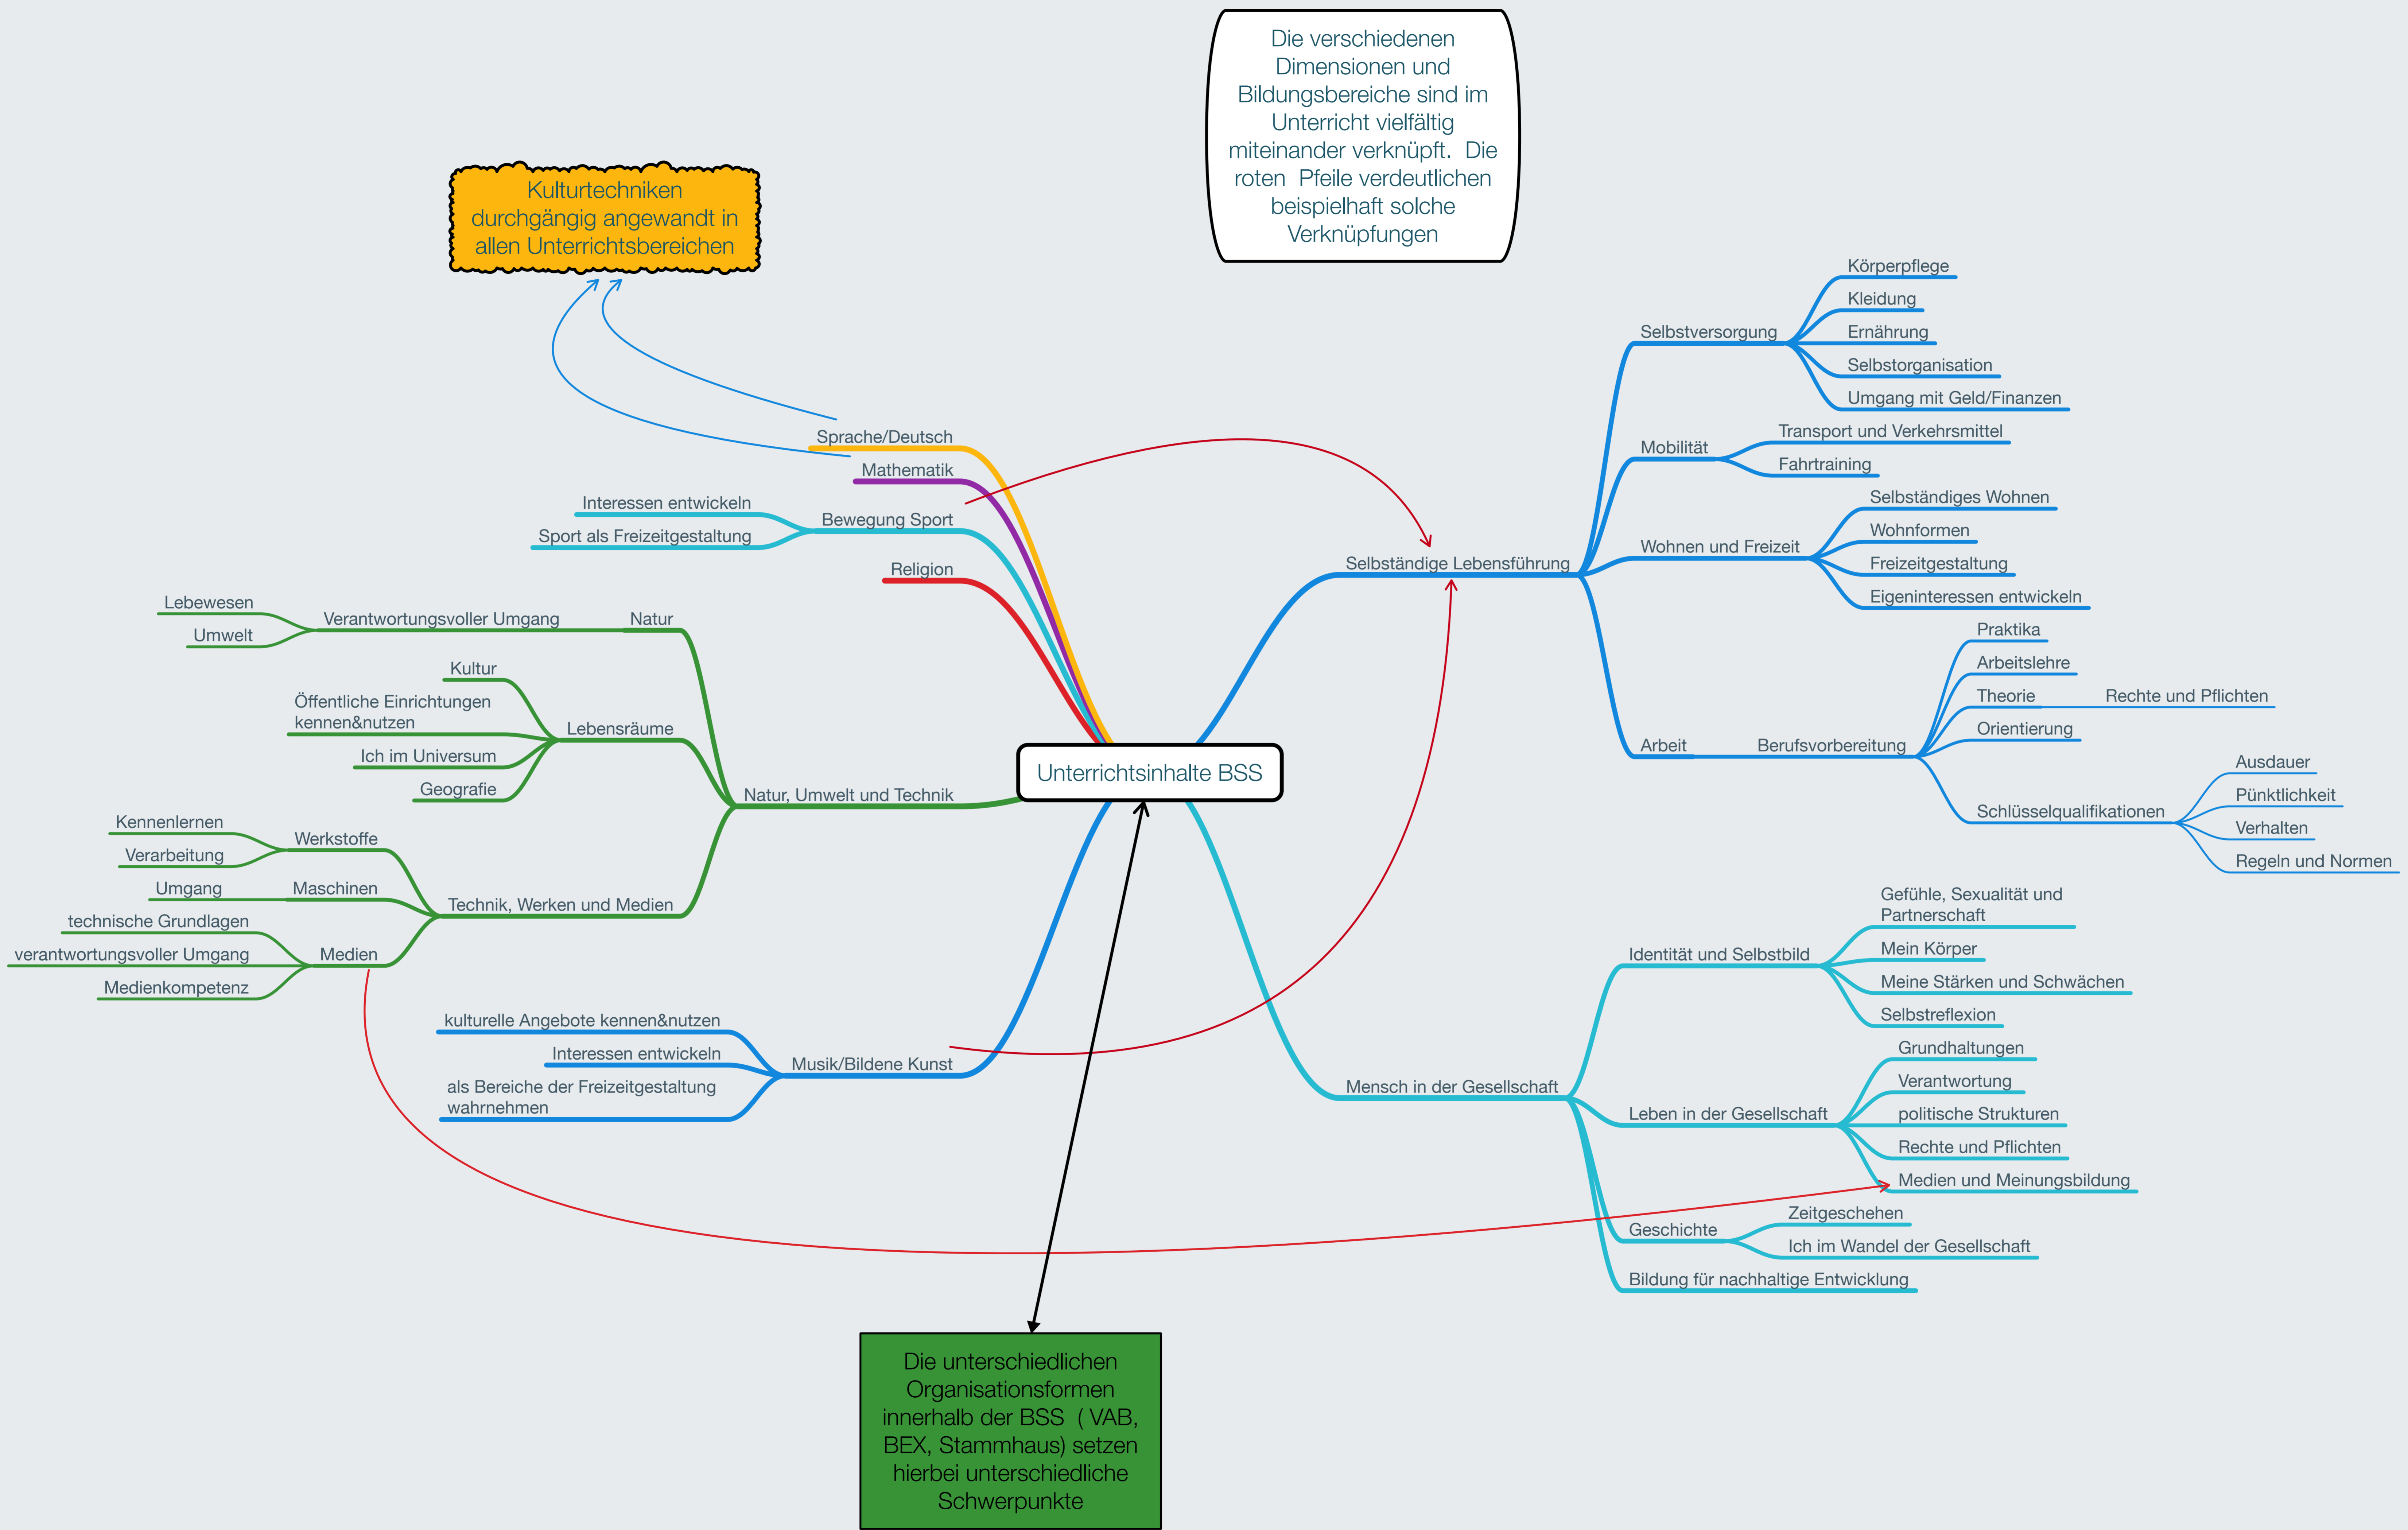 Die verschiedenen
Dimensionen und
Bildungsbereiche sind im
Unterricht vielfältig
miteinander verknüpft. Die
roten Pfeile verdeutlichen
beispielhaft solche
Verknüpfungen
Kulturtechniken
durchgängig angewandt in
allen Unterrichtsbereichen
Unterrichtsinhalte BSS
Sprache/Deutsch
Mathematik
Bewegung Sport
Interessen entwickeln
Sport als Freizeitgestaltung
Religion
Natur, Umwelt und Technik
Natur
Verantwortungsvoller Umgang
Lebewesen
Umwelt
Lebensräume
Kultur
Öffentliche Einrichtungen
kennen&nutzen
Ich im Universum
Geografie
Technik, Werken und Medien
Werkstoffe
Kennenlernen
Verarbeitung
Maschinen
Umgang
Medien
technische Grundlagen
verantwortungsvoller Umgang
Medienkompetenz
Musik/Bildene Kunst
kulturelle Angebote kennen&nutzen
Interessen entwickeln
als Bereiche der Freizeitgestaltung
wahrnehmen
Selbständige Lebensführung
Selbstversorgung
Körperpflege
Kleidung
Ernährung
Selbstorganisation
Umgang mit Geld/Finanzen
Mobilität
Transport und Verkehrsmittel
Fahrtraining
Wohnen und Freizeit
Selbständiges Wohnen
Wohnformen
Freizeitgestaltung
Eigeninteressen entwickeln
Arbeit
Berufsvorbereitung
Praktika
Arbeitslehre
Theorie
Rechte und Pflichten
Orientierung
Schlüsselqualifikationen
Ausdauer
Pünktlichkeit
Verhalten
Regeln und Normen
Mensch in der Gesellschaft
Identität und Selbstbild
Gefühle, Sexualität und
Partnerschaft
Mein Körper
Meine Stärken und Schwächen
Selbstreflexion
Leben in der Gesellschaft
Grundhaltungen
Verantwortung
politische Strukturen
Rechte und Pflichten
Medien und Meinungsbildung
Geschichte
Zeitgeschehen
Ich im Wandel der Gesellschaft
Bildung für nachhaltige Entwicklung
Die unterschiedlichen
Organisationsformen
innerhalb der BSS ( VAB,
BEX, Stammhaus) setzen
hierbei unterschiedliche
Schwerpunkte